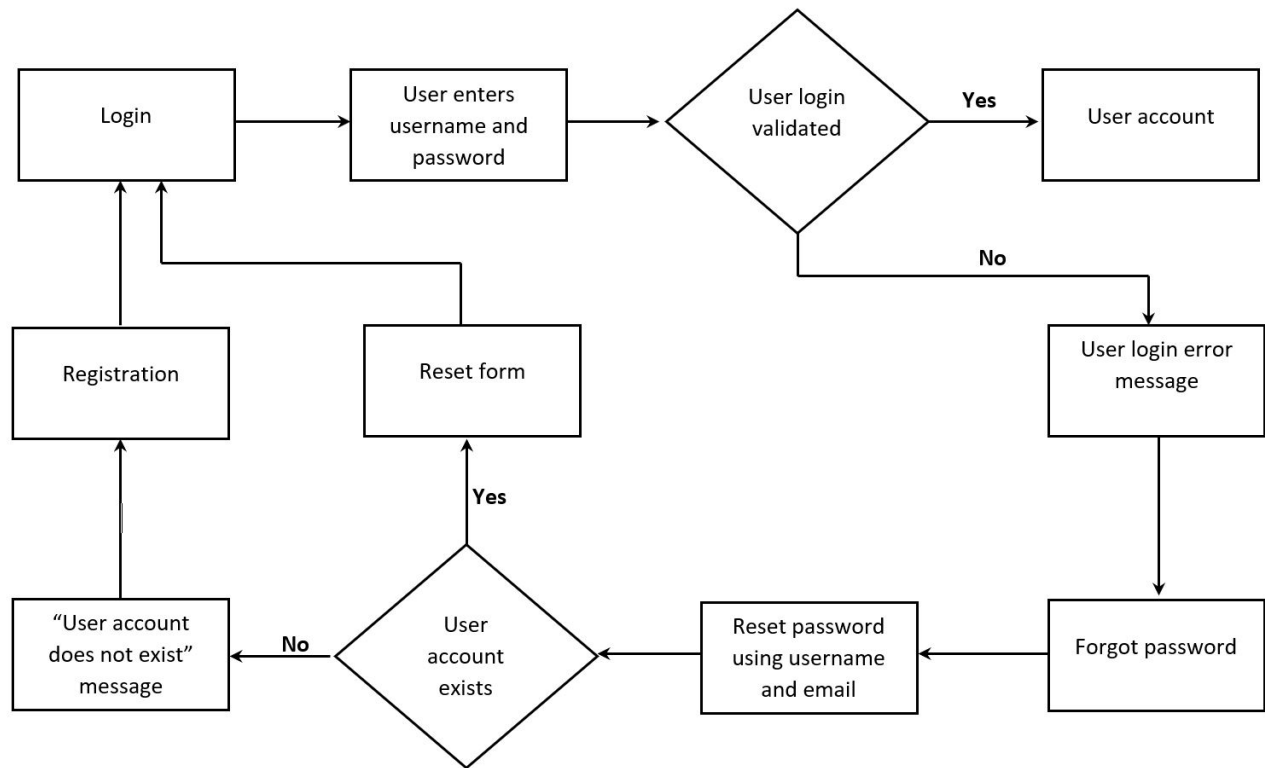 Login
User enters
username and
password
User login
validated
Yes
User account
No
User login error
message
Registration
Reset form
Yes
“User account
does not exist”
message
No
User
account
exists
Reset password
using username
and email
Forgot password